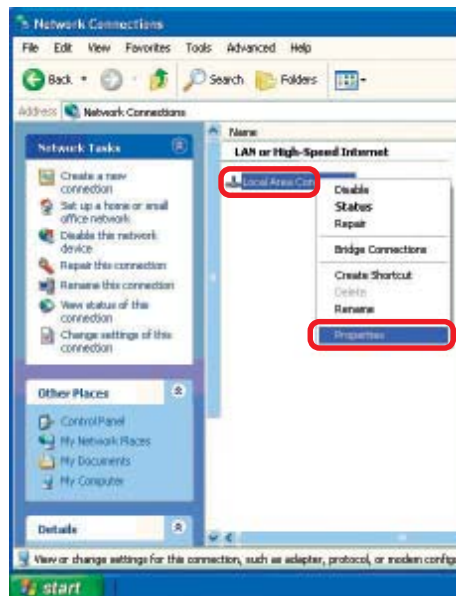 Network Connections
File Edit View Favorites Tools Advanced Help
Back Search Folders
Address Network Connections
Network Tasks
Create a new
connection
Set up a home or small
office network
Disable this network
device
Repair this connection
Rename this connection
View status of this
connection
Change settings of this
connection
Other Places
Control Panel
My Network Places
My Documents
My Computer
Details
Name
LAN or High-Speed Internet
Local Area Con
Disable
Status
Repair
Bridge Connections
Create Shortcut
Delete
Rename
Properties
View or change settings for this connection, such as adapter, protocol, or modem config
start